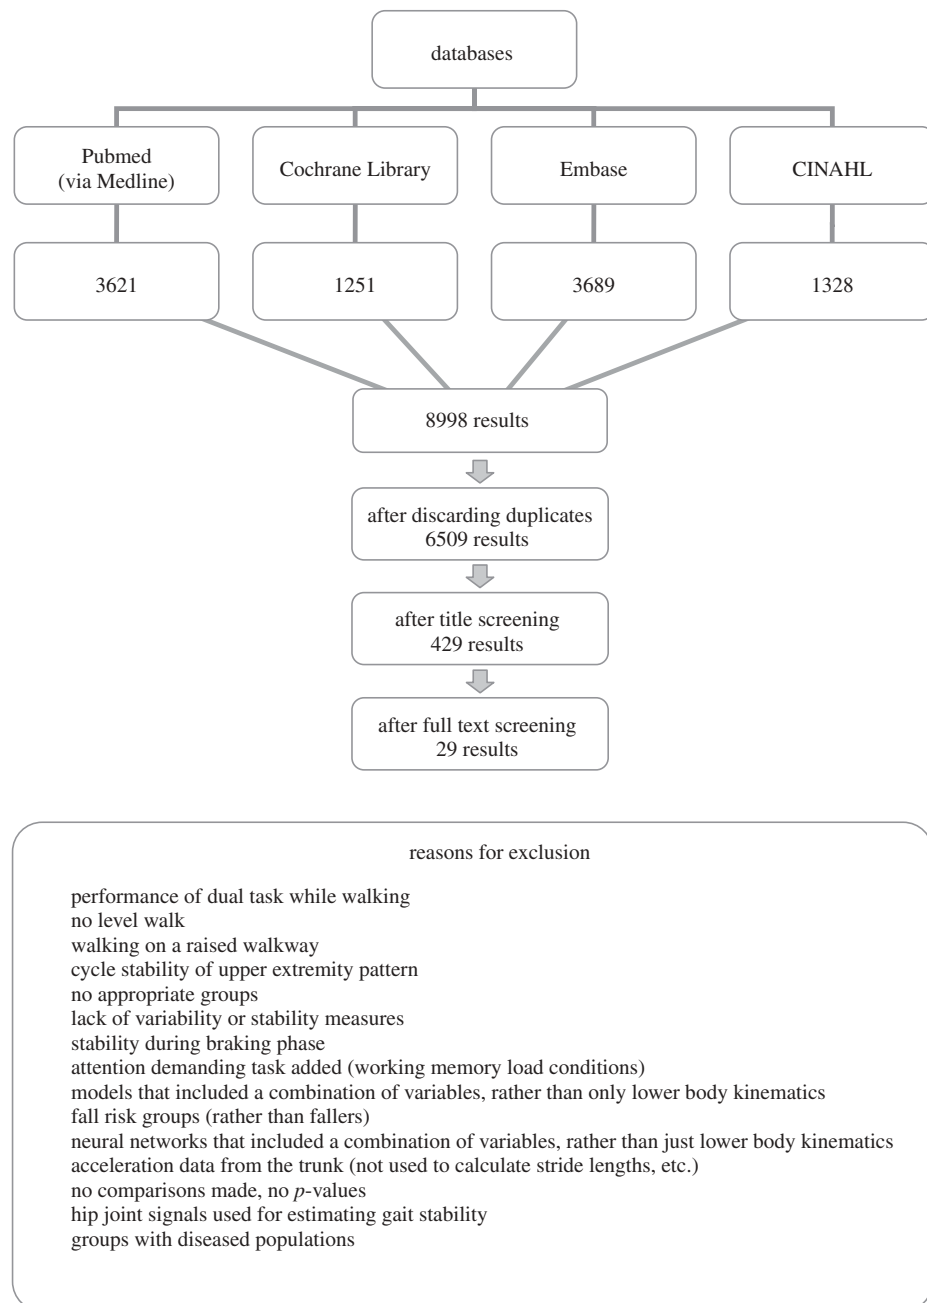 databases
Pubmed
(via Medline)
Cochrane Library
Embase
CINAHL
3621
1251
3689
1328
8998 results
after discarding duplicates
6509 results
after title screening
429 results
after full text screening
29 results
reasons for exclusion
performance of dual task while walking
no level walk
walking on a raised walkway
cycle stability of upper extremity pattern
no appropriate groups
lack of variability or stability measures
stability during braking phase
attention demanding task added (working memory load conditions)
models that included a combination of variables, rather than only lower body kinematics
fall risk groups (rather than fallers)
neural networks that included a combination of variables, rather than just lower body kinematics
acceleration data from the trunk (not used to calculate stride lengths, etc.)
no comparisons made, no p-values
hip joint signals used for estimating gait stability
groups with diseased populations